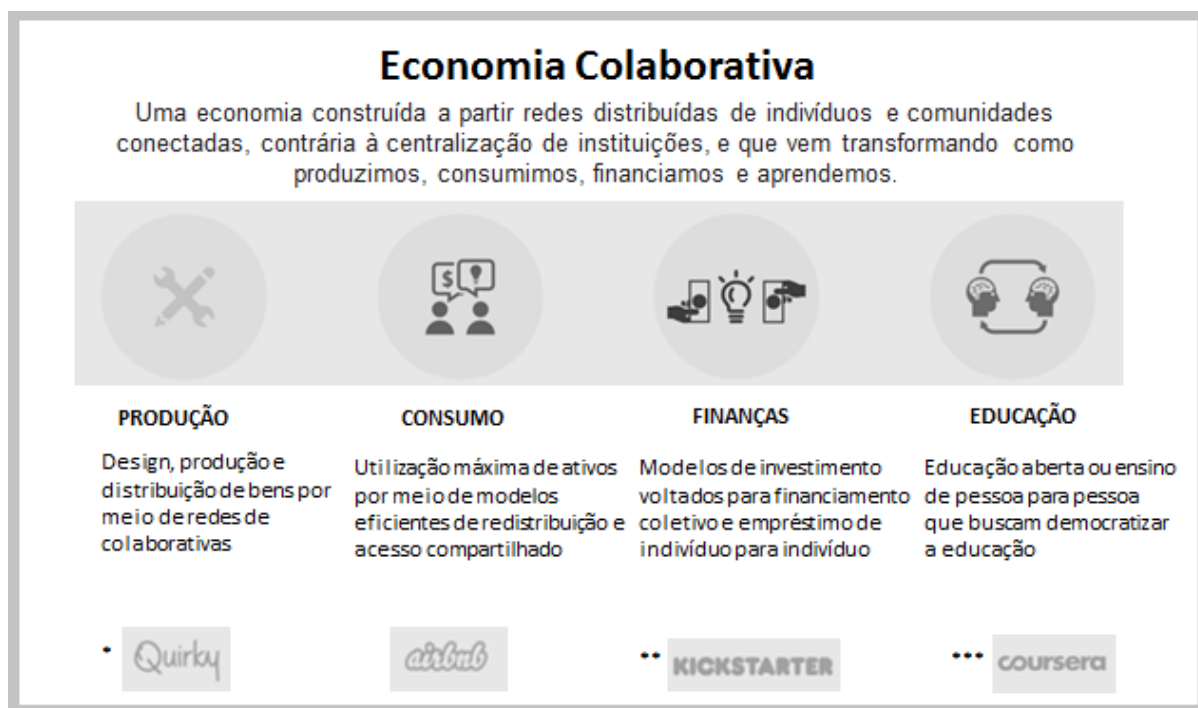 Economia Colaborativa
Uma economia construída a partir redes distribuídas de indivíduos e comunidades
conectadas, contrária à centralização de instituições, e que vem transformando como
produzimos, consumimos, financiamos e aprendemos.
$
PRODUÇÃO
Design, produção e
distribuição de bens por
meio de redes de
colaborativas
CONSUMO
Utilização máxima de ativos
por meio de modelos
eficientes de redistribuição e
acesso compartilhado
FINANÇAS
Modelos de investimento
voltados para financiamento
coletivo e empréstimo de
indivíduo para indivíduo
EDUCAÇÃO
Educação aberta ou ensino
de pessoa para pessoa
que buscam democratizar
a educação
* Quirky
airbnb
** KICKSTARTER
*** coursera